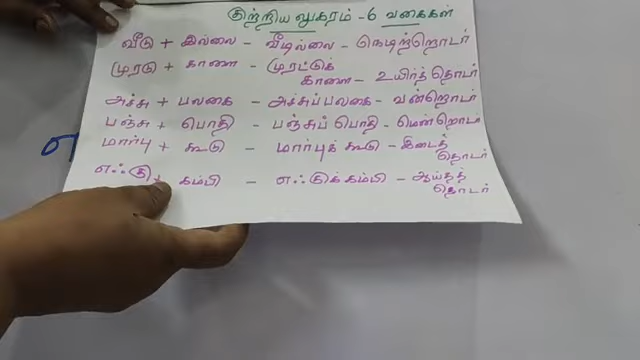 குற்றிய லுகரம் - 6 வகைகள்
வீடு + இல்லை - வீடில்லை - நெடிற்றொடர்
முரடு + காளை - முரட்டுக்
காளை - உயிர்த் தொடர்
அச்சு + பலகை - அச்சுப்பலகை - வன்றொடர்
பஞ்சு + பொதி - பஞ்சுப் பொதி - மென்றொடர்
மார்பு + கூடு - மார்புக் கூடு - இடைத்
தொடர்
எஃகு + கம்பி - எஃகுக்கம்பி - ஆய்தத்
தொடர்